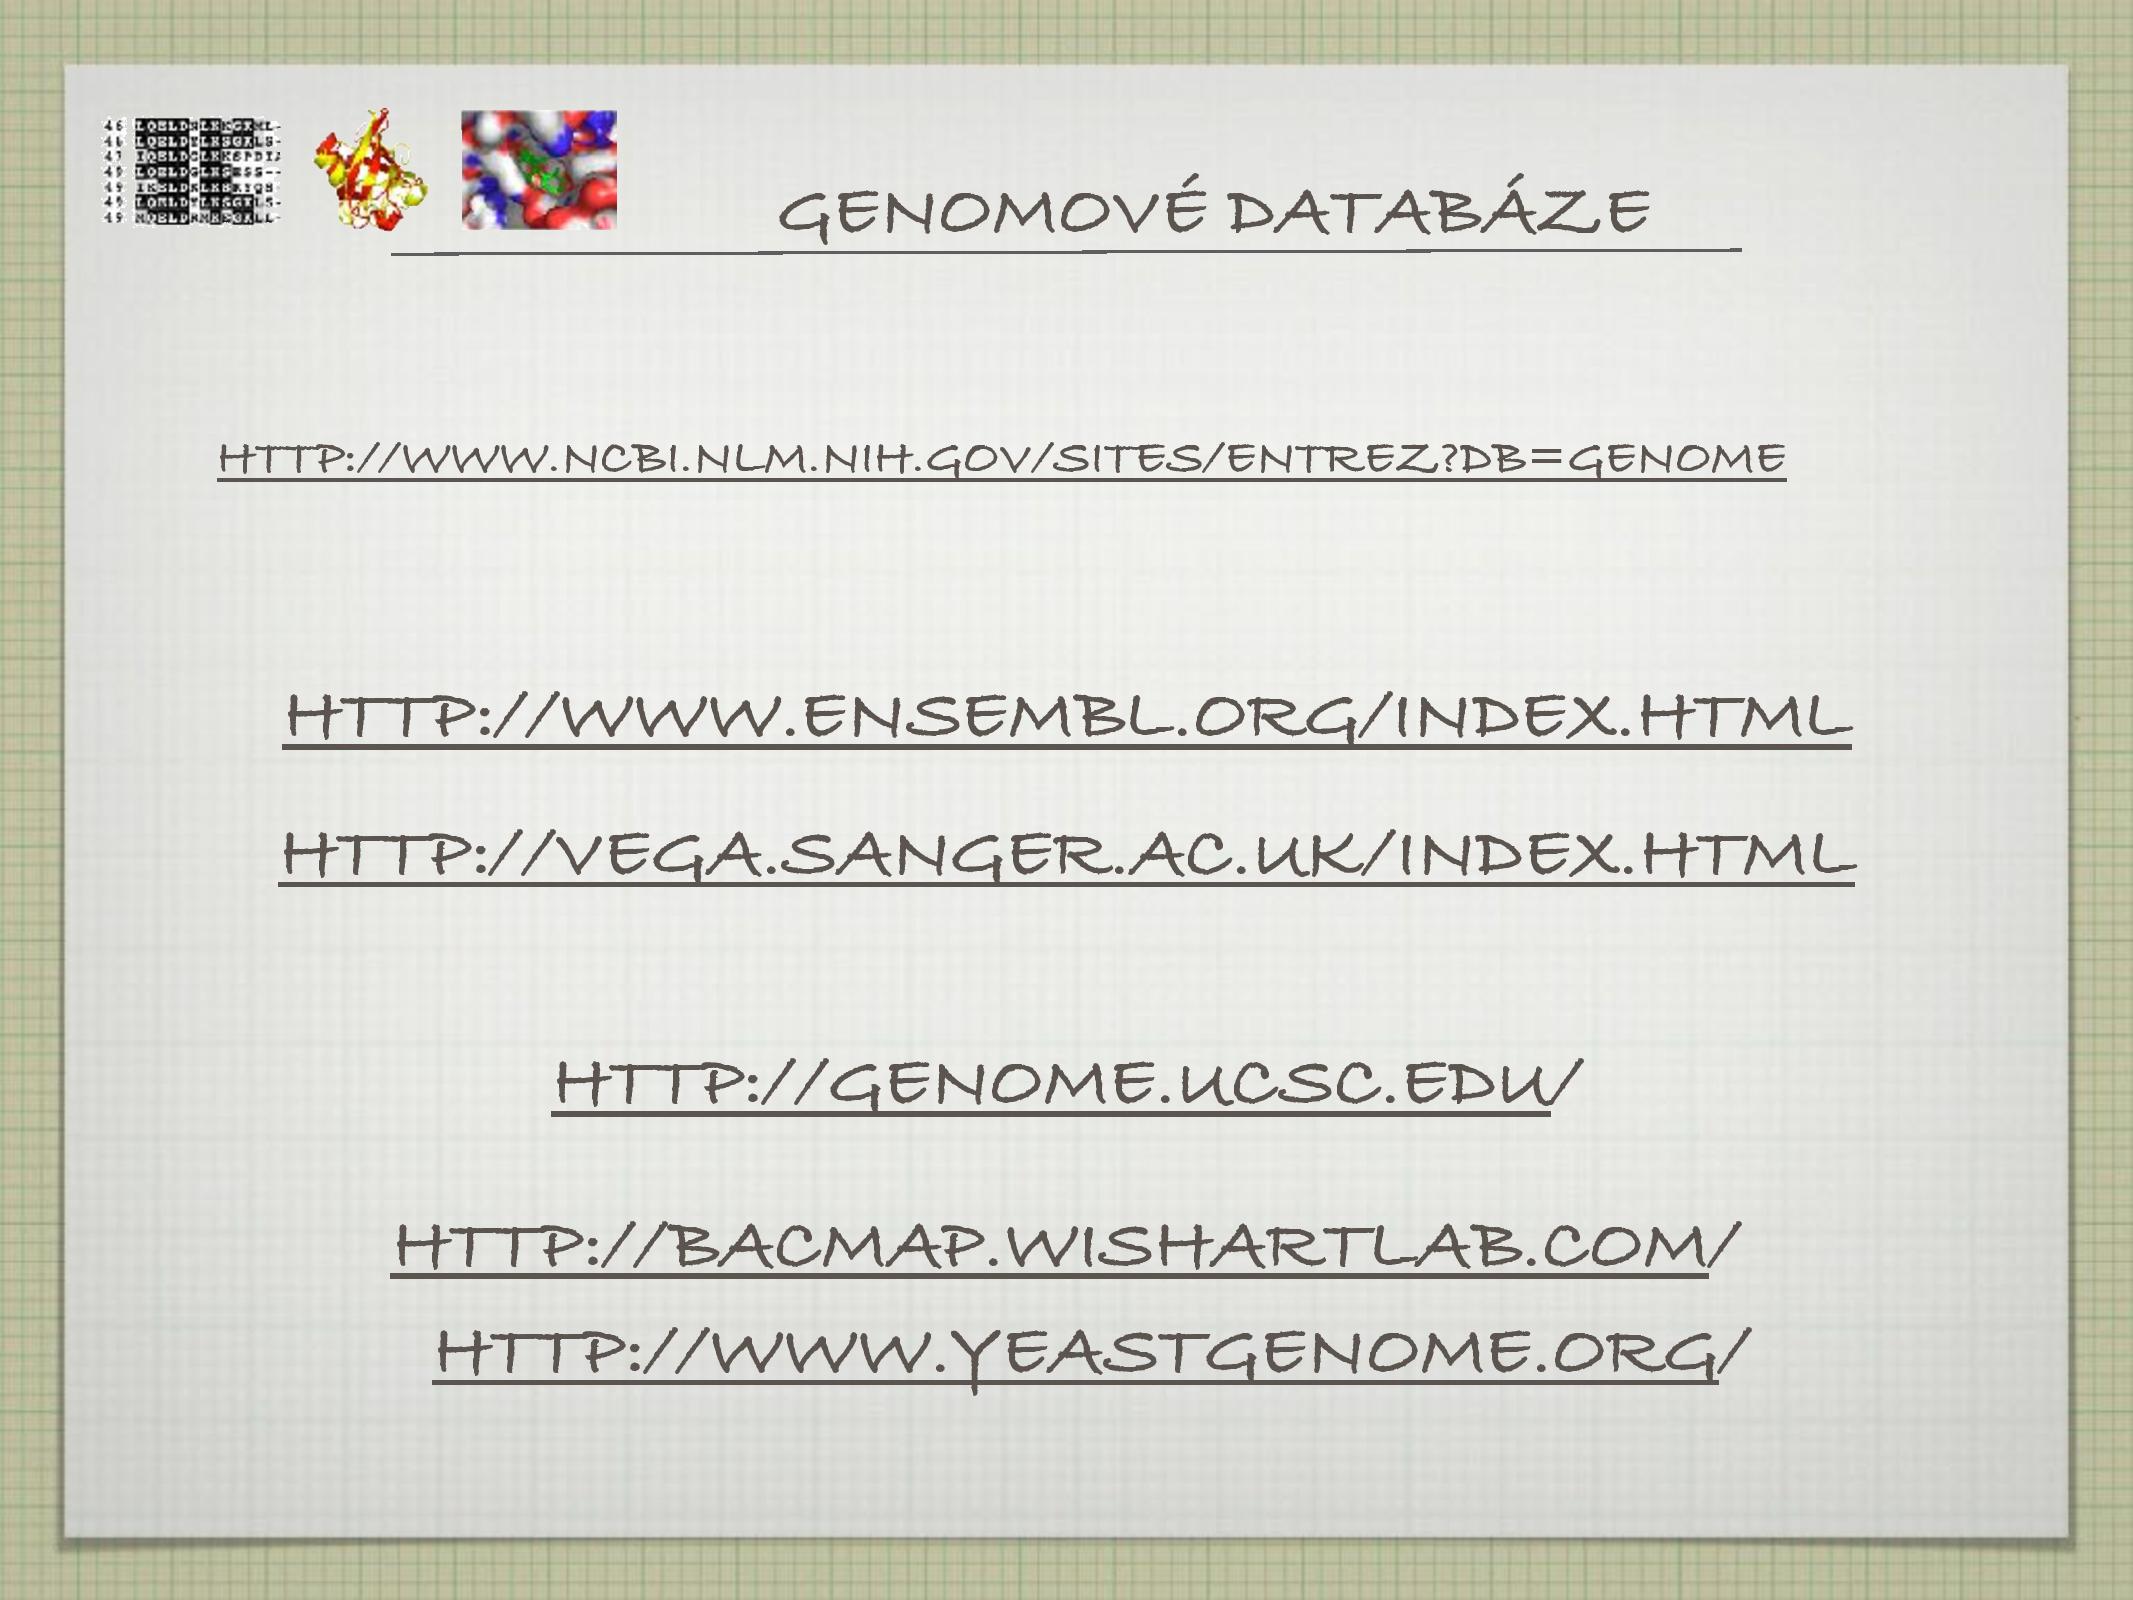 GENOMOVÉ DATABÁZE
HTTP://WWW.NCBI.NLM.NIH.GOV/SITES/ENTREZ?DB=GENOME
HTTP://WWW.ENSEMBL.ORG/INDEX.HTML
HTTP://VEGA.SANGER.AC.UK/INDEX.HTML
HTTP://GENOME.UCSC.EDU/
HTTP://BACMAP.WISHARTLAB.COM/
HTTP://WWW.YEASTGENOME.ORG/